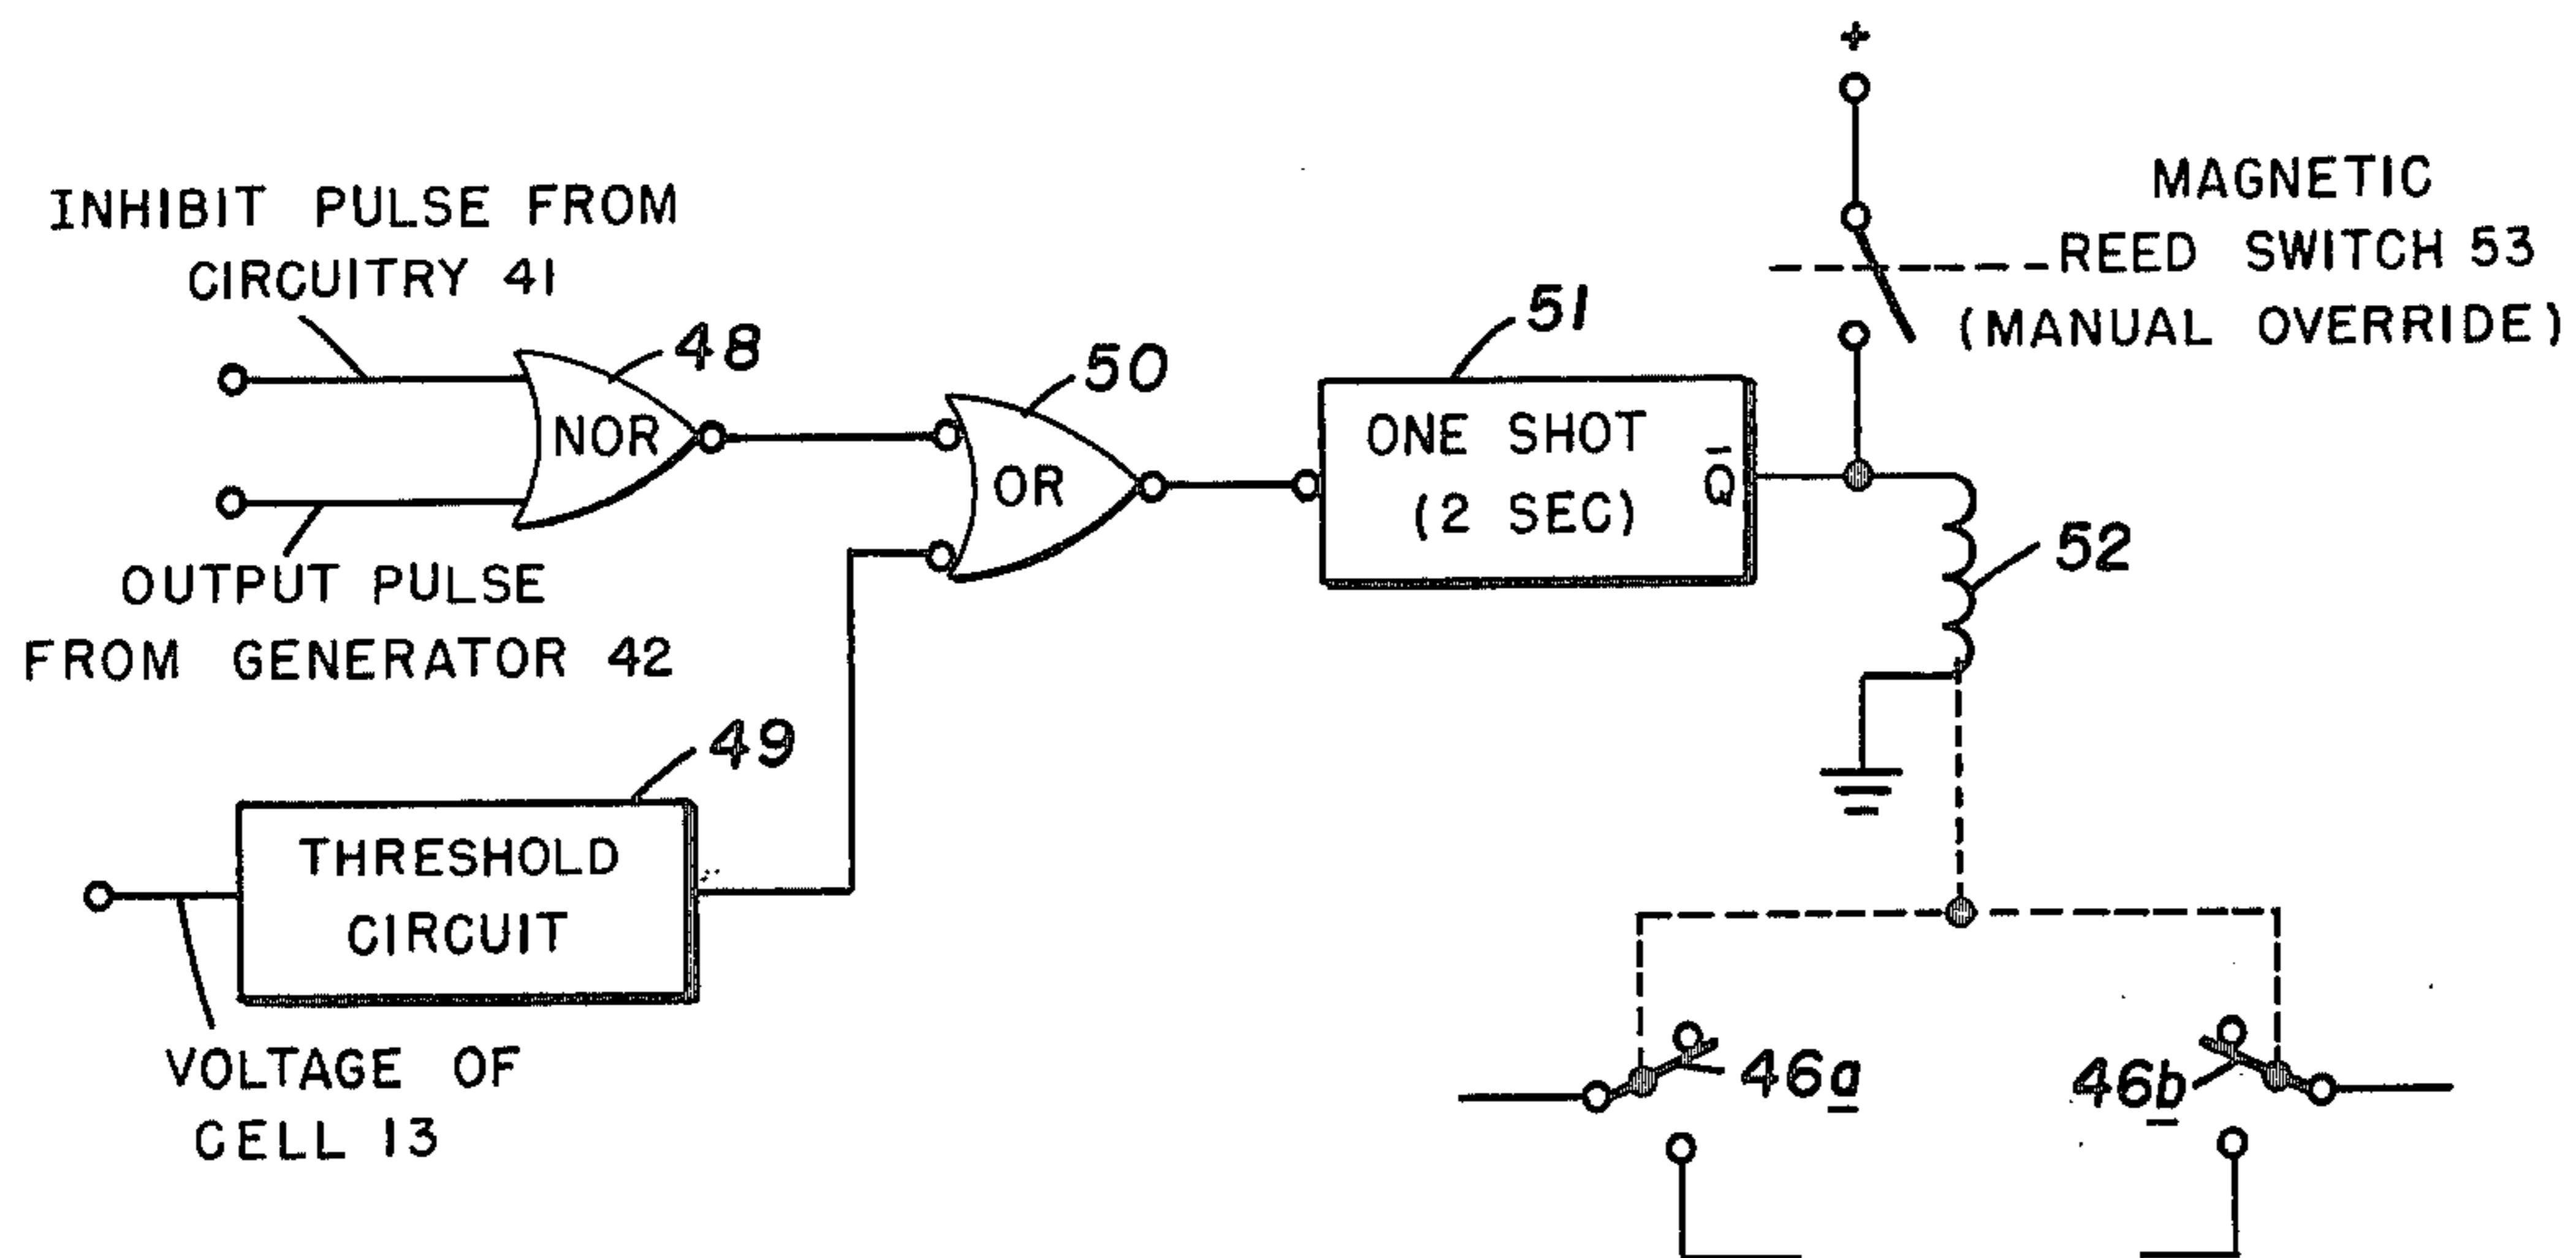 +
INHIBIT PULSE FROM
CIRCUITRY 41
MAGNETIC
REED SWITCH 53
(MANUAL OVERRIDE)
48
50
51
NOR
OR
ONE SHOT
(2 SEC)
Q̅
52
OUTPUT PULSE
FROM GENERATOR 42
49
THRESHOLD
CIRCUIT
VOLTAGE OF
CELL 13
46a
46b